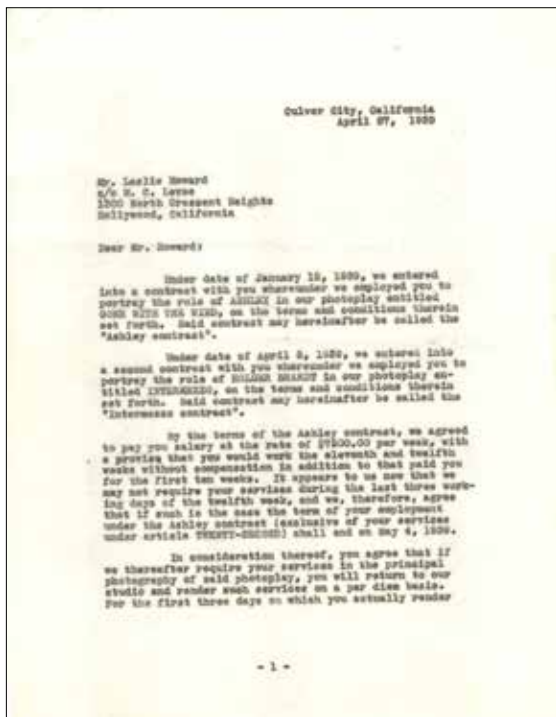 Culver City, California
April 27, 1939
Mr. Leslie Howard
c/o M. C. Levee
1300 North Crescent Heights
Hollywood, California
Dear Mr. Howard:
Under date of January 12, 1939, we entered
into a contract with you whereunder we employed you to
portray the role of ASHLEY in our photoplay entitled
GONE WITH THE WIND, on the terms and conditions therein
set forth. Said contract may hereinafter be called the
"Ashley contract".
Under date of April 5, 1939, we entered into
a second contract with you whereunder we employed you to
portray the role of HOLGER BRANDT in our photoplay en-
titled INTERMEZZO, on the terms and conditions therein
set forth. Said contract may hereinafter be called the
"Intermezzo contract".
By the terms of the Ashley contract, we agreed
to pay you salary at the rate of $7500.00 per week, with
a proviso that you would work the eleventh and twelfth
weeks without compensation in addition to that paid you
for the first ten weeks. It appears to us now that we
may not require your services during the last three work-
ing days of the twelfth week, and we, therefore, agree
that if such is the case the term of your employment
under the Ashley contract (exclusive of your services
under article TWENTY-SECOND) shall end on May 4, 1939.
In consideration thereof, you agree that if
we thereafter require your services in the principal
photography of said photoplay, you will return to our
studio and render such services on a per diem basis.
For the first three days on which you actually render
- 1 -